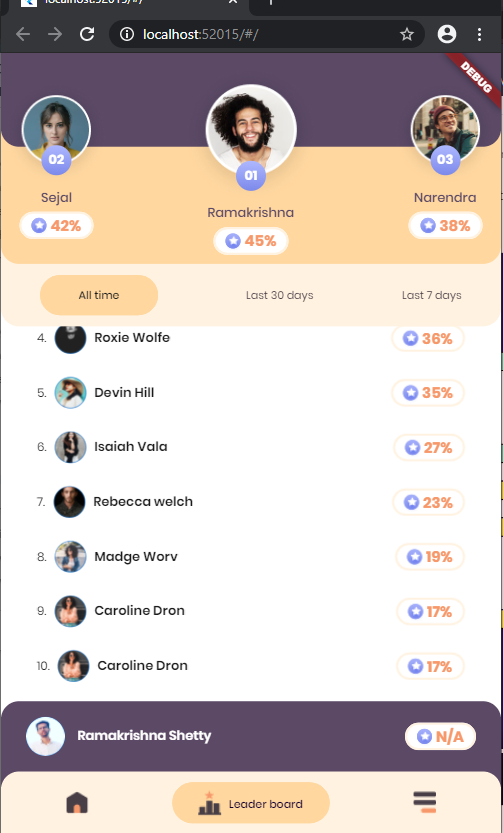 localhost:52015/#/
localhost:52015/#/
DEBUG
02
01
03
Sejal
Ramakrishna
Narendra
42%
45%
38%
All time
Last 30 days
Last 7 days
4. Roxie Wolfe 36%
5. Devin Hill 35%
6. Isaiah Vala 27%
7. Rebecca welch 23%
8. Madge Worv 19%
9. Caroline Dron 17%
10. Caroline Dron 17%
Ramakrishna Shetty N/A
Leader board